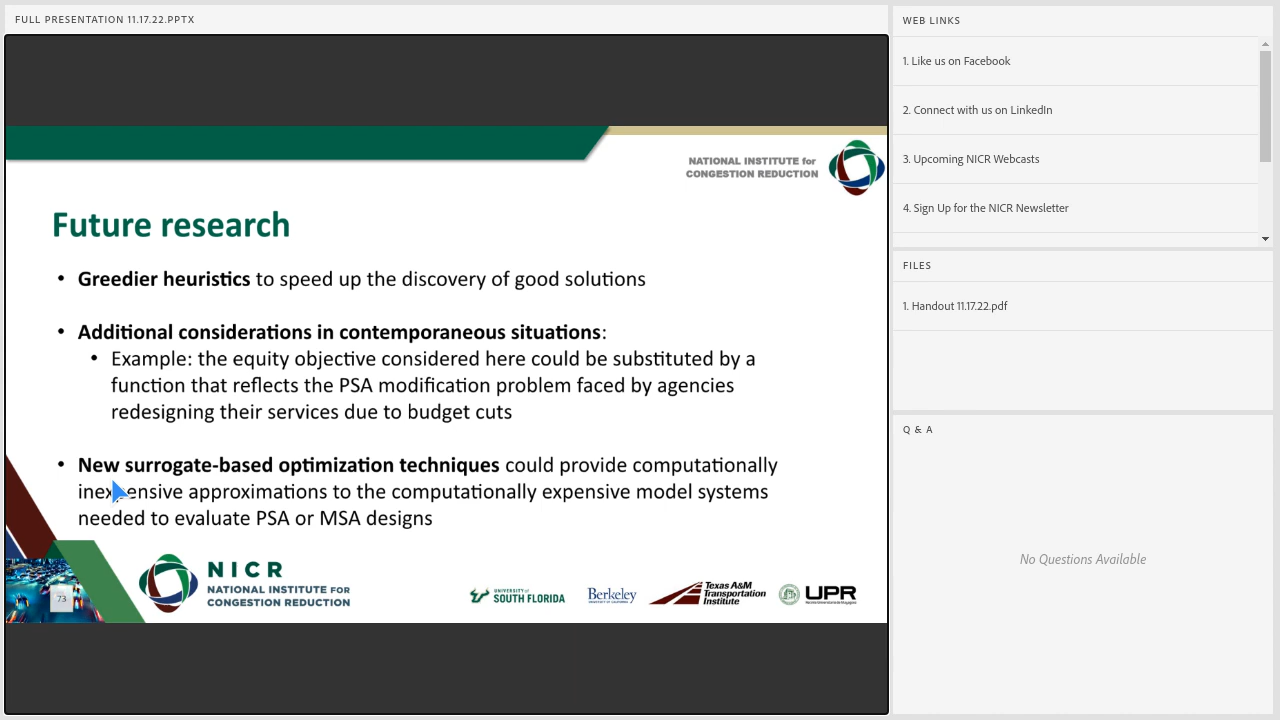 FULL PRESENTATION 11.17.22.PPTX
NATIONAL INSTITUTE for
CONGESTION REDUCTION
Future research
• Greedier heuristics to speed up the discovery of good solutions
• Additional considerations in contemporaneous situations:
• Example: the equity objective considered here could be substituted by a
function that reflects the PSA modification problem faced by agencies
redesigning their services due to budget cuts
• New surrogate-based optimization techniques could provide computationally
inexpensive approximations to the computationally expensive model systems
needed to evaluate PSA or MSA designs
73
NICR
NATIONAL INSTITUTE FOR
CONGESTION REDUCTION
UNIVERSITY of
SOUTH FLORIDA
Berkeley
UNIVERSITY OF CALIFORNIA
Texas A&M
Transportation
Institute
UPR
WEB LINKS
1. Like us on Facebook
2. Connect with us on LinkedIn
3. Upcoming NICR Webcasts
4. Sign Up for the NICR Newsletter
FILES
1. Handout 11.17.22.pdf
Q & A
No Questions Available